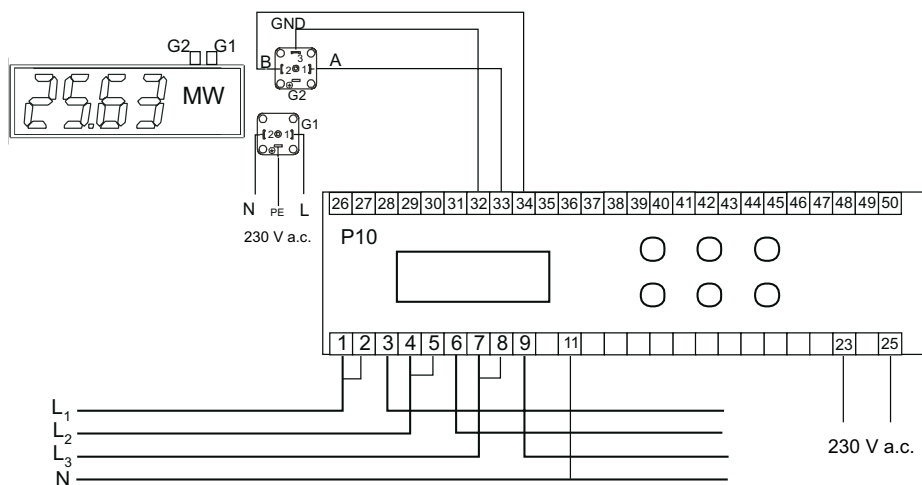 GND
G2 G1
B
A
3
2 1
G2
25.63 MW
G1
2 1
N PE L
230 V a.c.
26 27 28 29 30 31 32 33 34 35 36 37 38 39 40 41 42 43 44 45 46 47 48 49 50
P10
1 2 3 4 5 6 7 8 9 11 23 25
L1
L2
L3
N
230 V a.c.